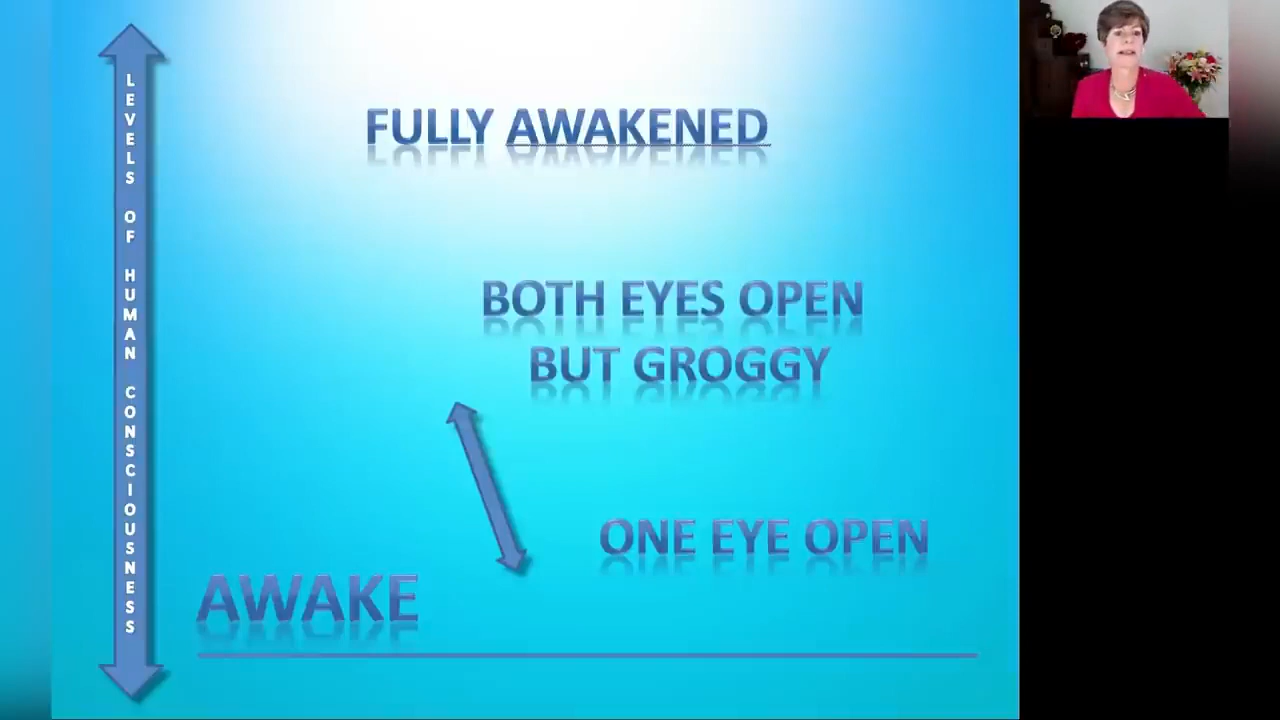 LEVELS OF HUMAN CONSCIOUSNESS
FULLY AWAKENED
BOTH EYES OPEN
BUT GROGGY
ONE EYE OPEN
AWAKE